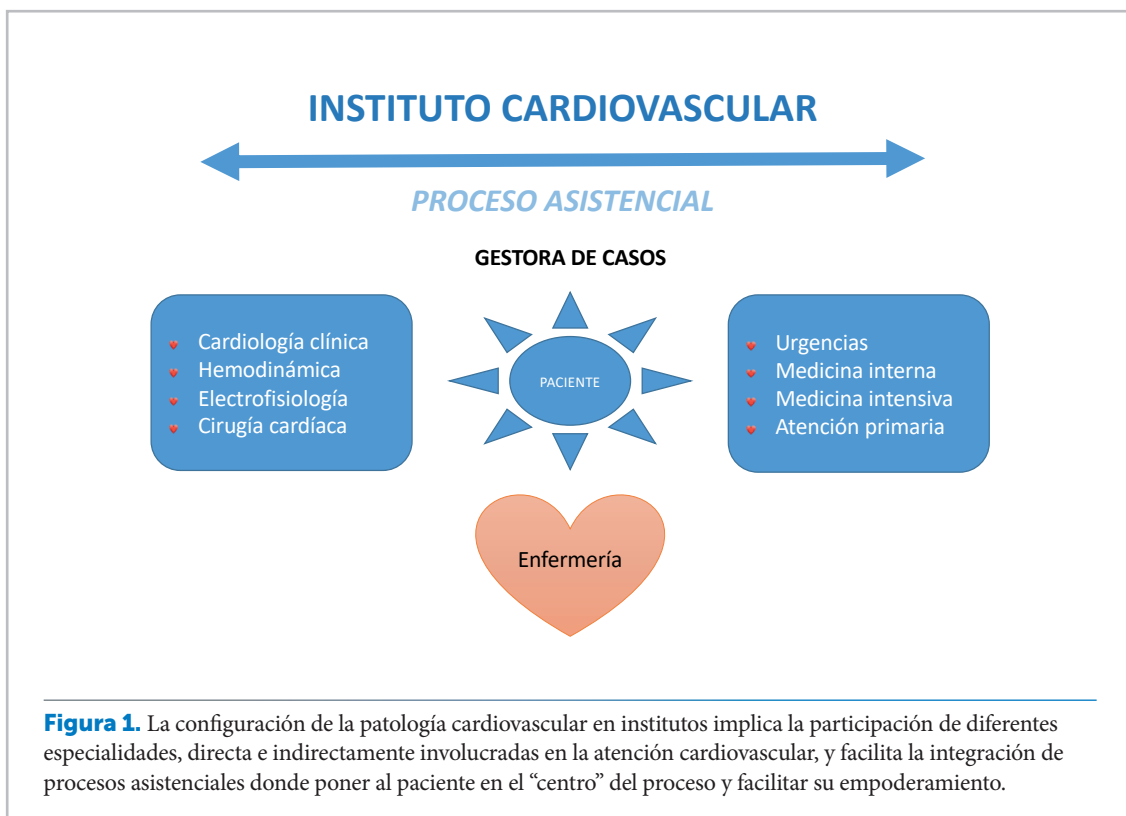 INSTITUTO CARDIOVASCULAR
PROCESO ASISTENCIAL
GESTORA DE CASOS
Cardiología clínica
Hemodinámica
Electrofisiología
Cirugía cardíaca
PACIENTE
Urgencias
Medicina interna
Medicina intensiva
Atención primaria
Enfermería
Figura 1. La configuración de la patología cardiovascular en institutos implica la participación de diferentes
especialidades, directa e indirectamente involucradas en la atención cardiovascular, y facilita la integración de
procesos asistenciales donde poner al paciente en el “centro” del proceso y facilitar su empoderamiento.